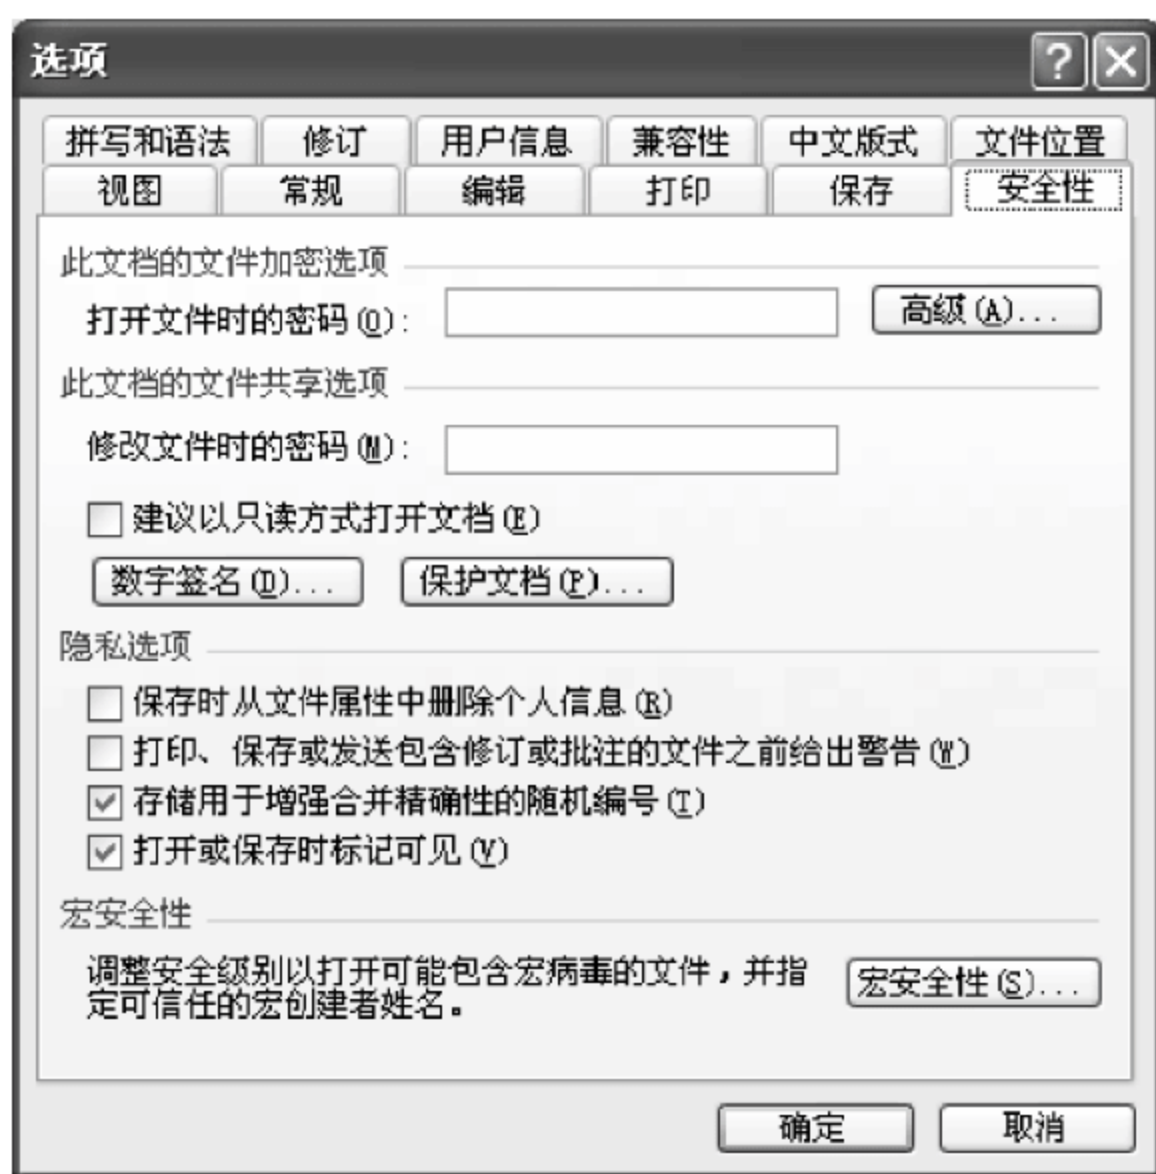 选项
拼写和语法 修订 用户信息 兼容性 中文版式 文件位置
视图 常规 编辑 打印 保存 安全性
此文档的文件加密选项
打开文件时的密码(O): 高级(A)...
此文档的文件共享选项
修改文件时的密码(M):
建议以只读方式打开文档(E)
数字签名(D)... 保护文档(P)...
隐私选项
保存时从文件属性中删除个人信息(R)
打印、保存或发送包含修订或批注的文件之前给出警告(W)
存储用于增强合并精确性的随机编号(T)
打开或保存时标记可见(V)
宏安全性
调整安全级别以打开可能包含宏病毒的文件，并指
定可信任的宏创建者姓名。 宏安全性(S)...
确定 取消